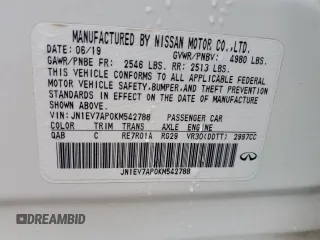 MANUFACTURED BY NISSAN MOTOR CO.,LTD.
DATE: 06/19 GVWR/PNBV: 4980 LBS.
GAWR/PNBE FR: 2546 LBS. RR: 2513 LBS.
THIS VEHICLE CONFORMS TO ALL APPLICABLE FEDERAL
MOTOR VEHICLE SAFETY,BUMPER,AND THEFT PREVENTION
STANDARDS IN EFFECT ON THE DATE OF MANUFACTURE
SHOWN ABOVE.
VIN: JN1EV7AP0KM542788 PASSENGER CAR
COLOR TRIM TRANS AXLE ENGINE
QAB C RE7R01A RG29 VR30(DDTT) 2997CC
JN1EV7AP0KM542788
INFINITI
AUTOBIDMASTER